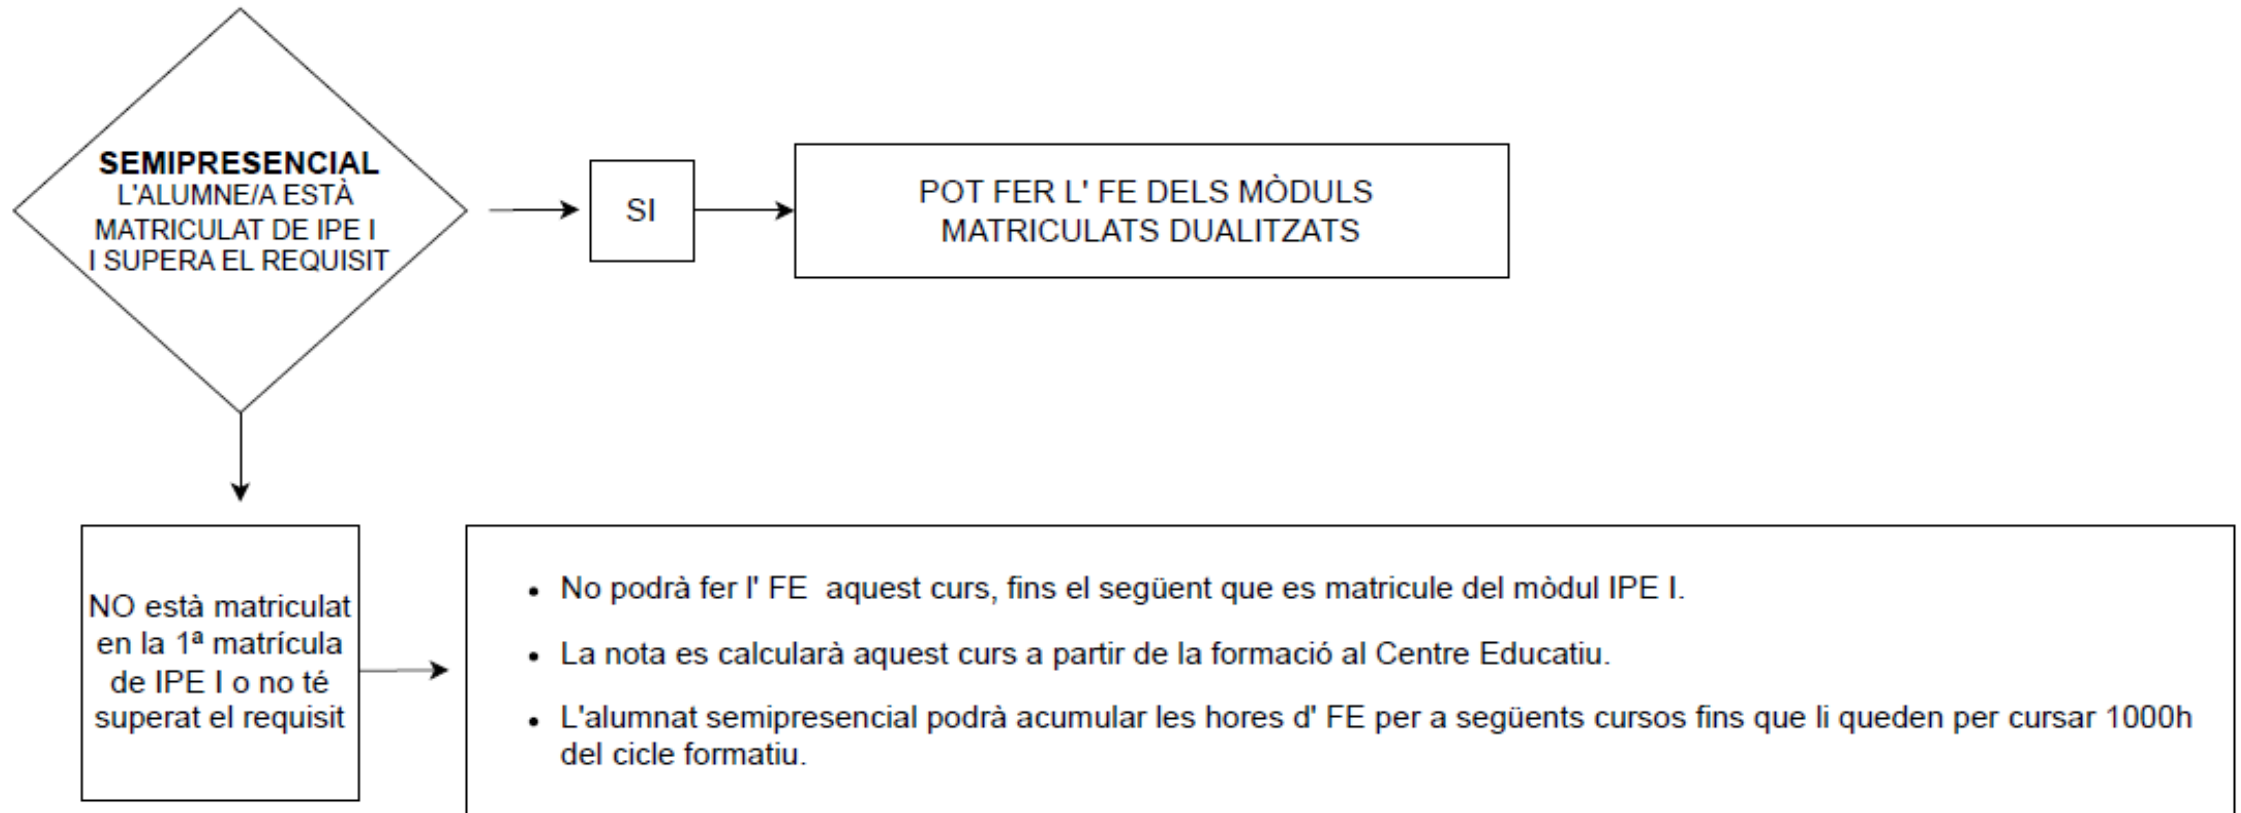 SEMIPRESENCIAL
L'ALUMNE/A ESTÀ
MATRICULAT DE IPE I
I SUPERA EL REQUISIT
SI
POT FER L' FE DELS MÒDULS
MATRICULATS DUALITZATS
NO està matriculat
en la 1ª matrícula
de IPE I o no té
superat el requisit
• No podrà fer l' FE  aquest curs, fins el següent que es matricule del mòdul IPE I.
• La nota es calcularà aquest curs a partir de la formació al Centre Educatiu.
• L'alumnat semipresencial podrà acumular les hores d' FE per a següents cursos fins que li queden per cursar 1000h
del cicle formatiu.